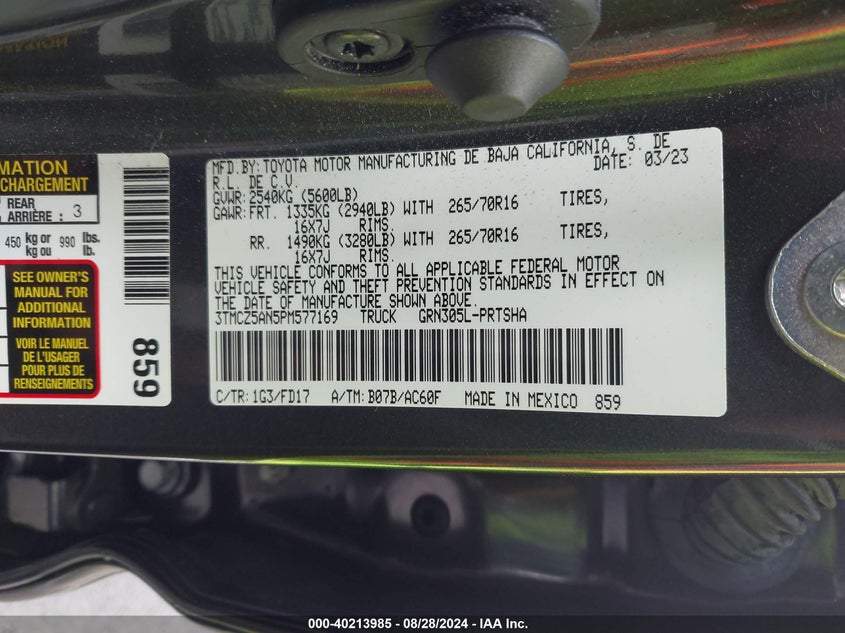 MATION
CHARGEMENT
REAR
ARRIÈRE : 3
450 kg or 990 lbs.
kg ou lb.
SEE OWNER'S
MANUAL FOR
ADDITIONAL
INFORMATION
VOIR LE MANUEL
DE L'USAGER
POUR PLUS DE
RENSEIGNEMENTS
859
MFD.BY:TOYOTA MOTOR MANUFACTURING DE BAJA CALIFORNIA, S. DE
R.L. DE C.V. DATE: 03/23
GVWR: 2540KG (5600LB)
GAWR: FRT. 1335KG (2940LB) WITH 265/70R16 TIRES,
16X7J RIMS.
RR. 1490KG (3280LB) WITH 265/70R16 TIRES,
16X7J RIMS.
THIS VEHICLE CONFORMS TO ALL APPLICABLE FEDERAL MOTOR
VEHICLE SAFETY AND THEFT PREVENTION STANDARDS IN EFFECT ON
THE DATE OF MANUFACTURE SHOWN ABOVE.
3TMCZ5AN5PM577169 TRUCK GRN305L-PRTSHA
C/TR: 1G3/FD17 A/TM: B07B/AC60F MADE IN MEXICO 859
000-40213985 - 08/28/2024 - IAA Inc.